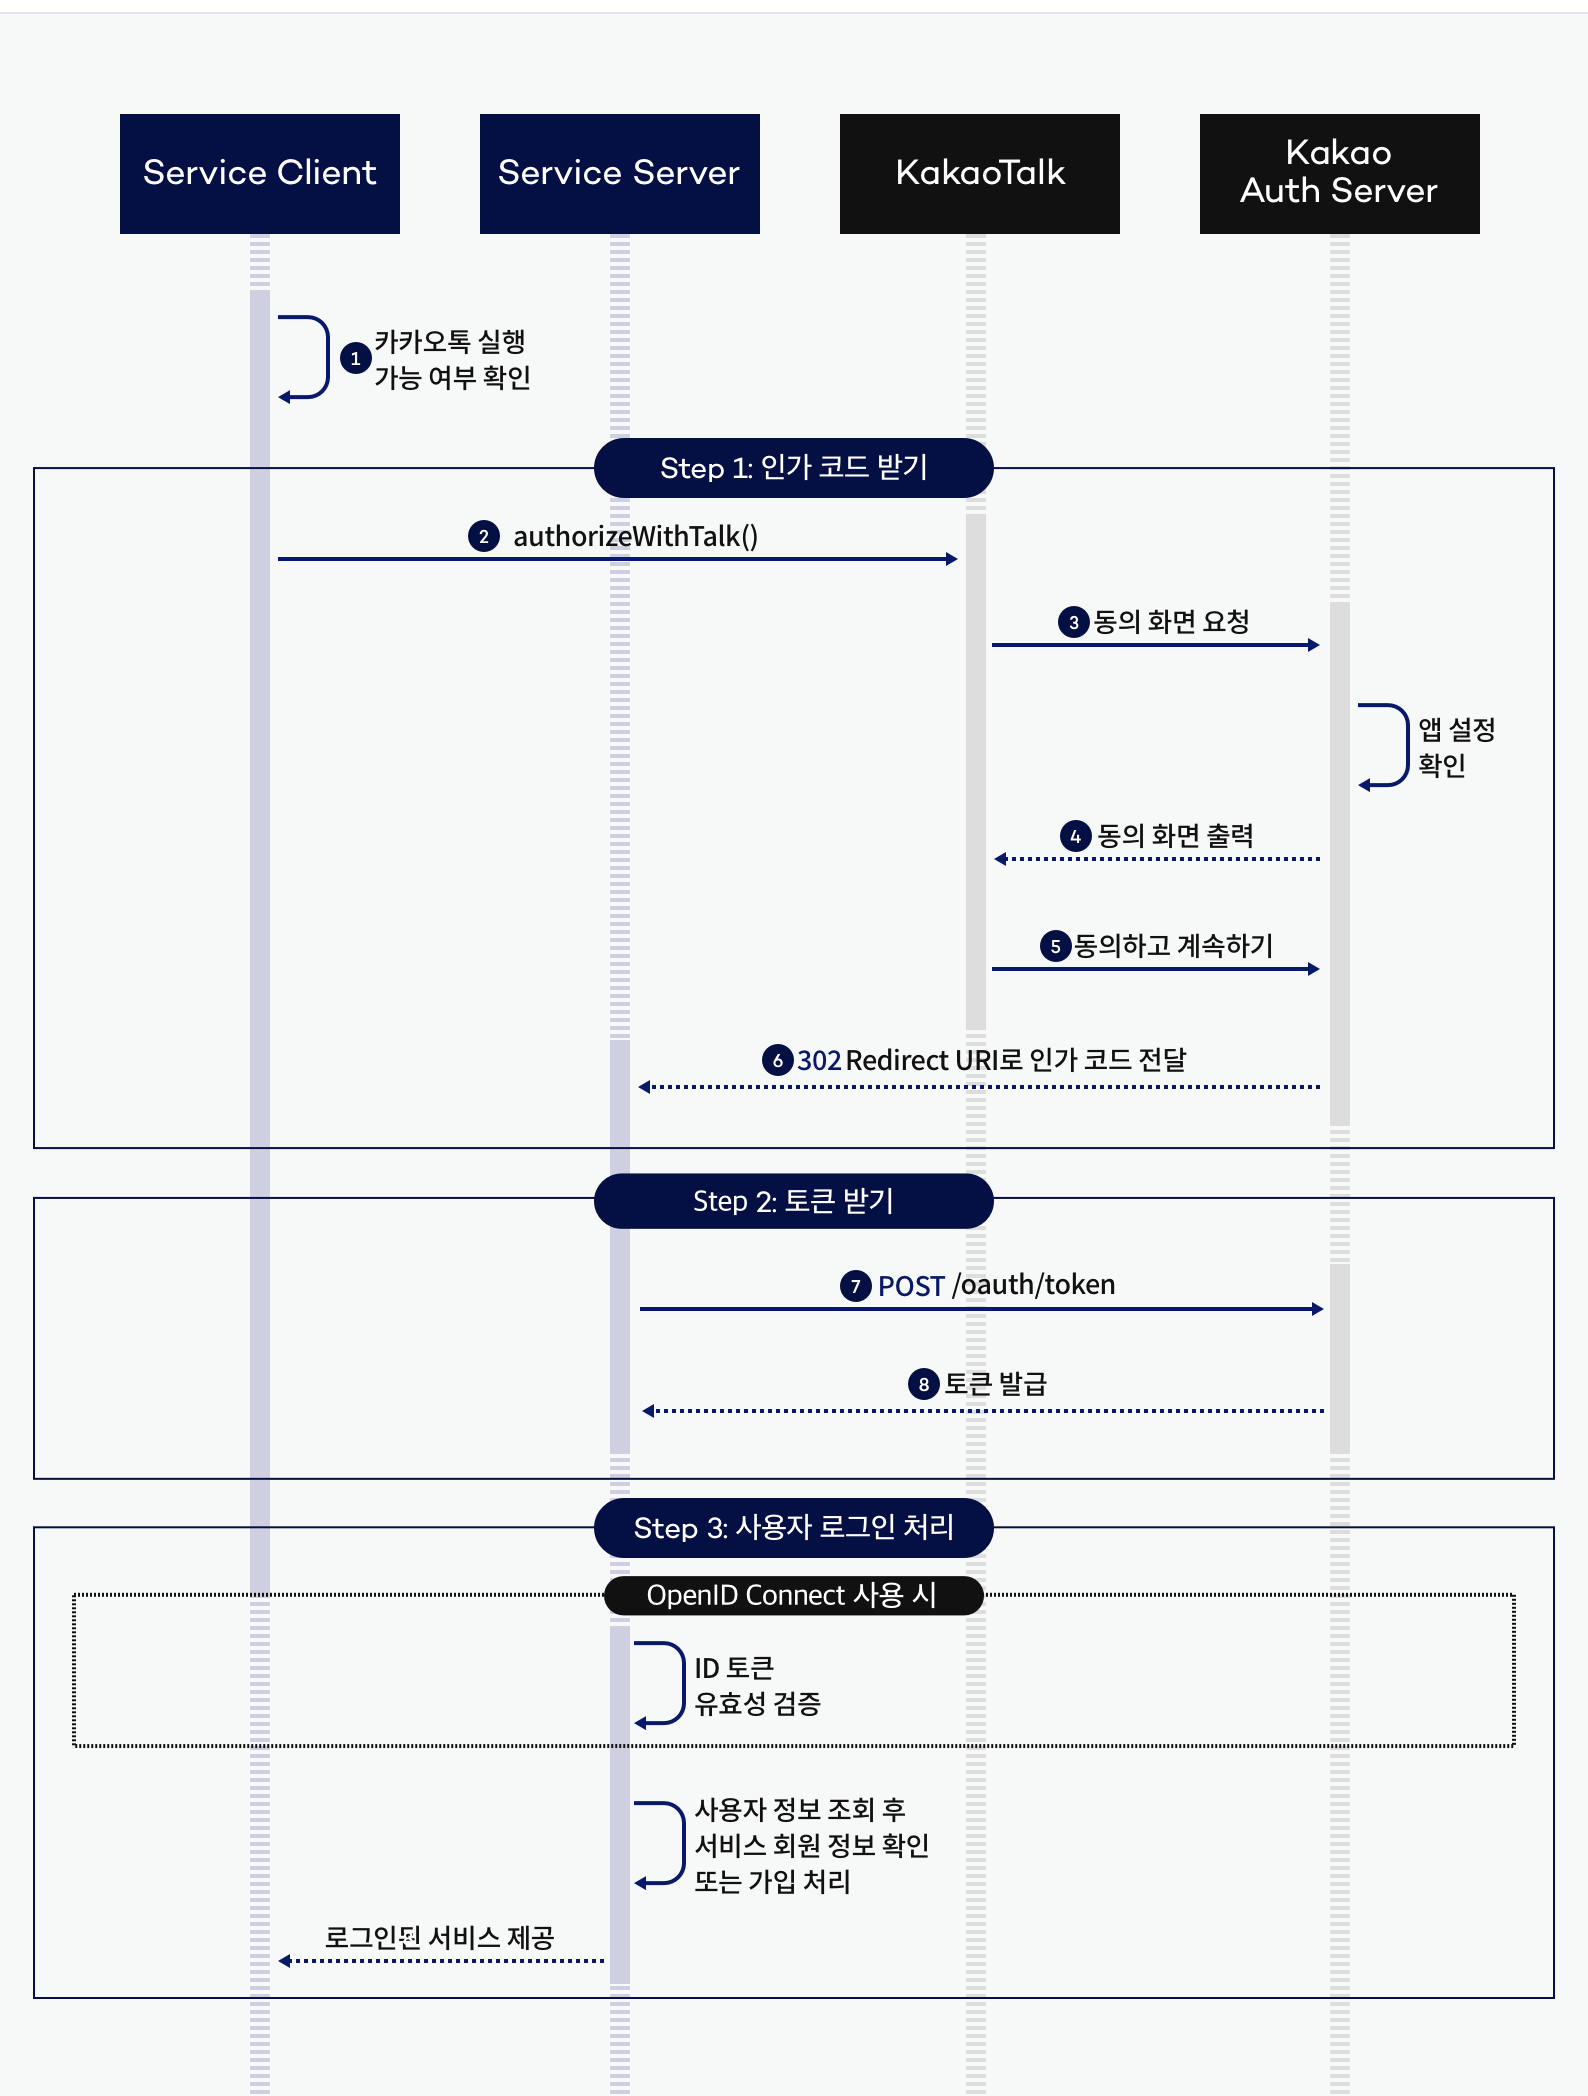 Service Client
Service Server
KakaoTalk
Kakao
Auth Server
1 카카오톡 실행
가능 여부 확인
Step 1: 인가 코드 받기
2 authorizeWithTalk()
3 동의 화면 요청
앱 설정
확인
4 동의 화면 출력
5 동의하고 계속하기
6 302 Redirect URI로 인가 코드 전달
Step 2: 토큰 받기
7 POST /oauth/token
8 토큰 발급
Step 3: 사용자 로그인 처리
OpenID Connect 사용 시
ID 토큰
유효성 검증
사용자 정보 조회 후
서비스 회원 정보 확인
또는 가입 처리
로그인된 서비스 제공